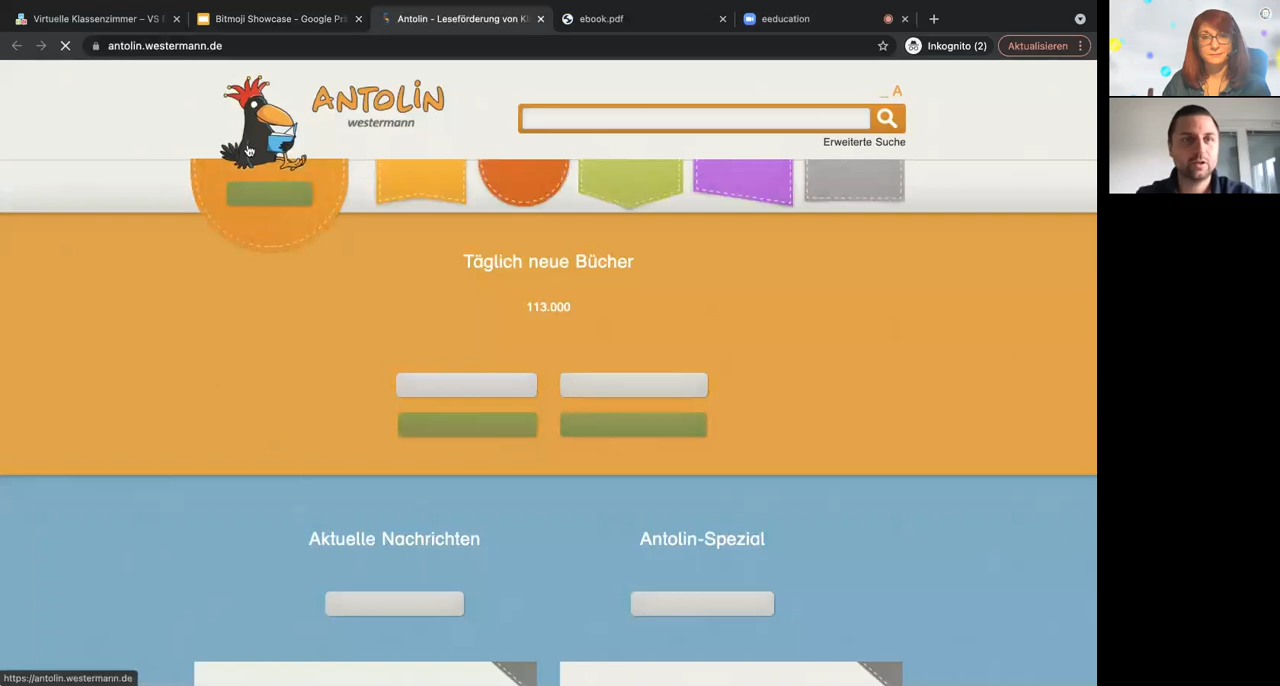 Virtuelle Klassenzimmer – VS
Bitmoji Showcase - Google Prä
Antolin - Leseförderung von Kl
ebook.pdf
eeducation
antolin.westermann.de
Inkognito (2)
Aktualisieren
ANTOLIN
westermann
_ A
Erweiterte Suche
Täglich neue Bücher
113.000
Aktuelle Nachrichten
Antolin-Spezial
https://antolin.westermann.de